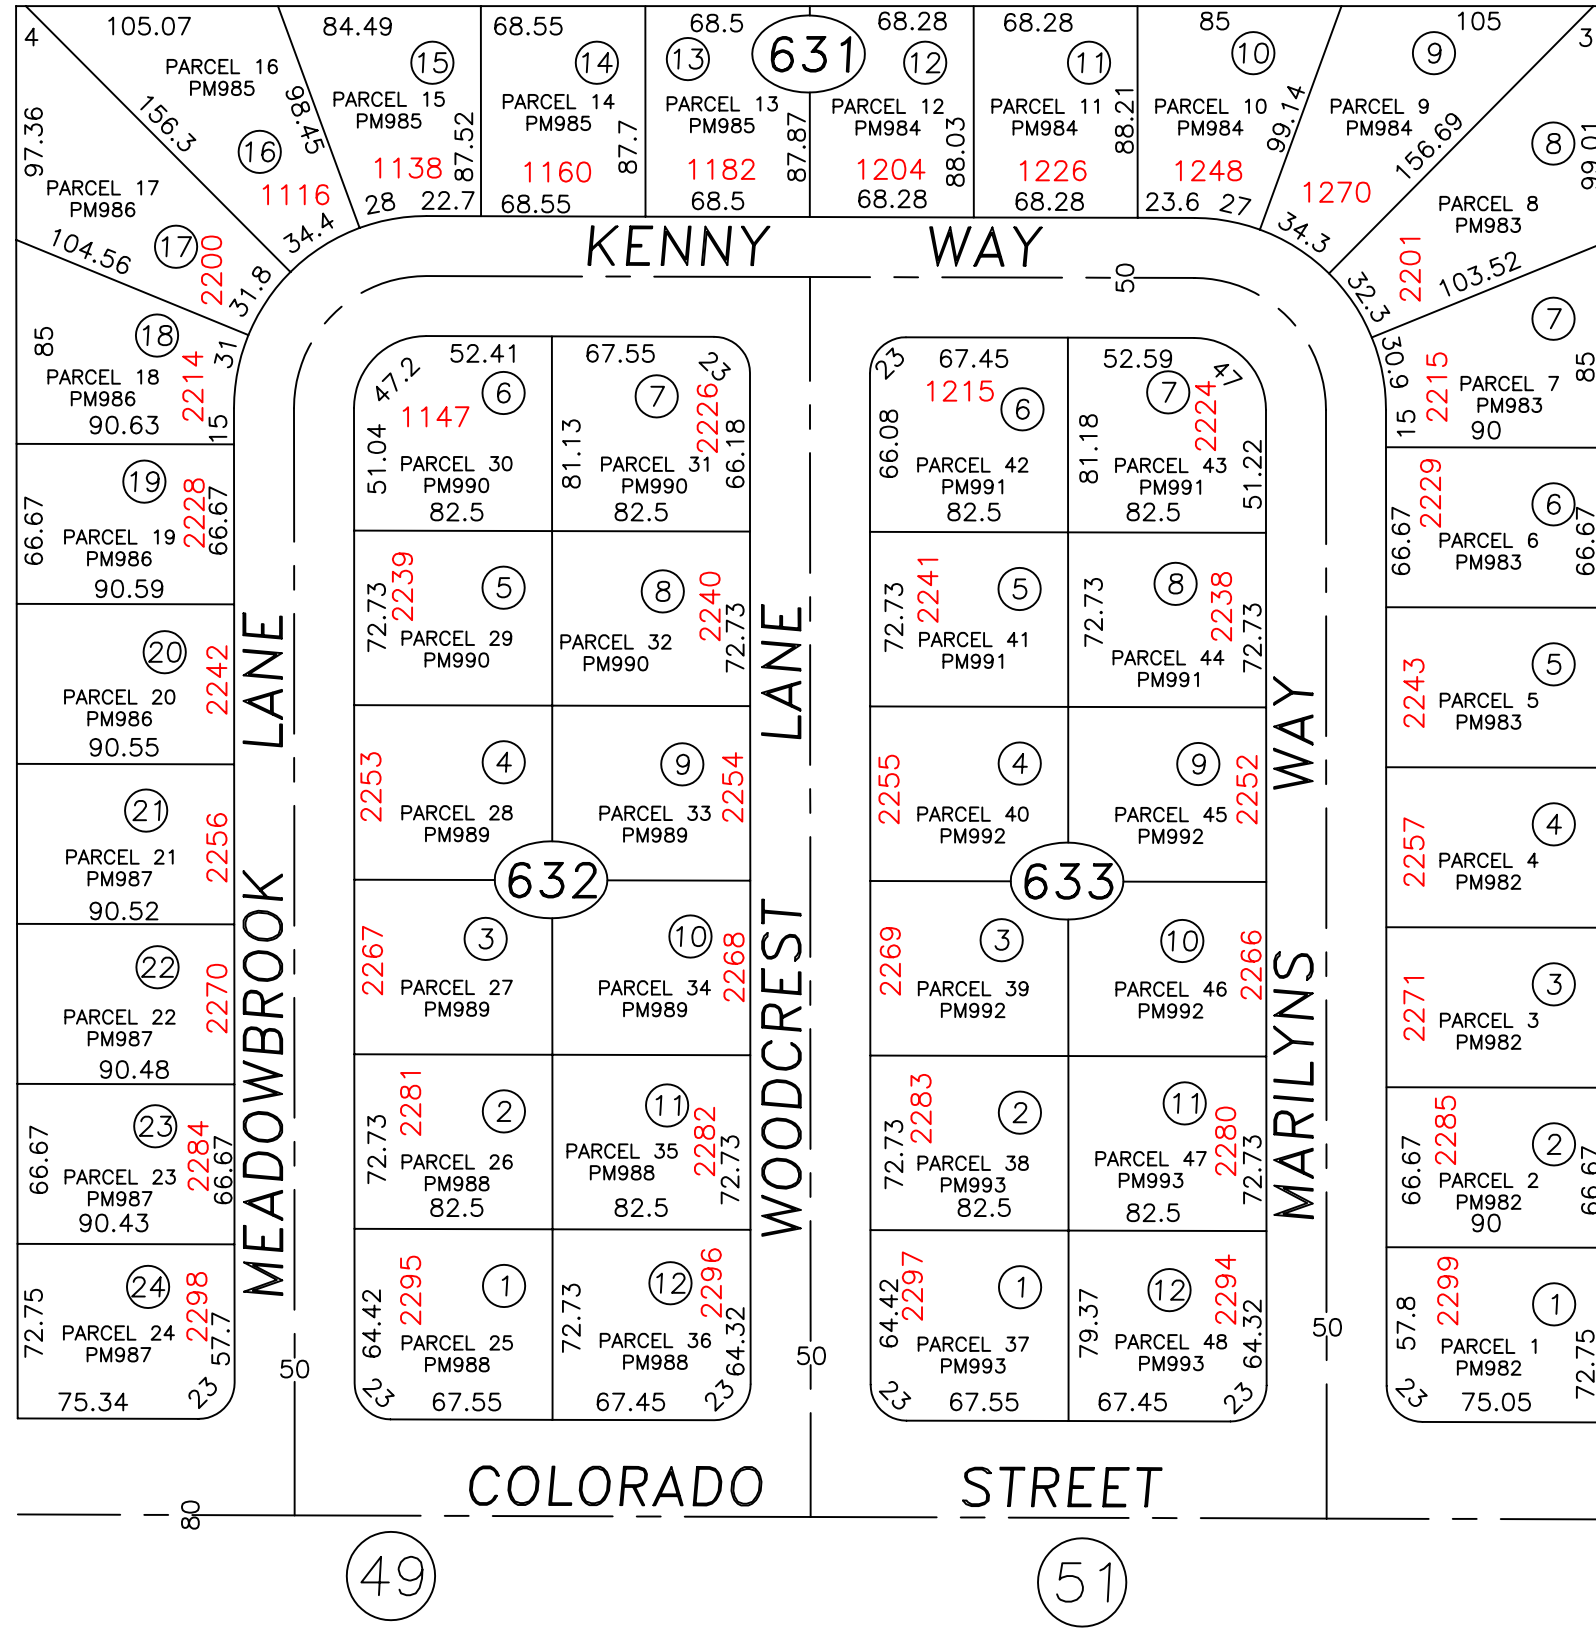 4
105.07
84.49
68.55
68.5
631
68.28
68.28
85
105
3
PARCEL 16
PM985
16
156.3
98.45
1116
34.4
PARCEL 15
PM985
15
87.52
1138
28
22.7
14
PARCEL 14
PM985
87.7
1160
68.55
13
PARCEL 13
PM985
87.87
1182
68.5
12
PARCEL 12
PM984
88.03
1204
68.28
11
PARCEL 11
PM984
88.21
1226
68.28
10
PARCEL 10
PM984
99.14
1248
23.6
27
9
PARCEL 9
PM984
156.69
1270
34.3
8
99.01
PARCEL 8
PM983
2201
103.52
32.3
97.36
PARCEL 17
PM986
17
2200
104.56
31.8
KENNY WAY
50
85
18
PARCEL 18
PM986
2214
31
90.63
15
19
66.67
PARCEL 19
PM986
2228
66.67
90.59
20
PARCEL 20
PM986
2242
90.55
21
PARCEL 21
PM987
2256
90.52
22
PARCEL 22
PM987
2270
90.48
23
66.67
PARCEL 23
PM987
2284
66.67
90.43
24
72.75
PARCEL 24
PM987
2298
57.7
75.34
23
MEADOWBROOK LANE
50
52.41
47.2
6
1147
51.04
PARCEL 30
PM990
82.5
67.55
23
7
2226
81.13
PARCEL 31
PM990
66.18
82.5
5
2239
72.73
PARCEL 29
PM990
8
2240
PARCEL 32
PM990
72.73
4
2253
PARCEL 28
PM989
9
2254
PARCEL 33
PM989
632
3
2267
PARCEL 27
PM989
10
2268
PARCEL 34
PM989
2
2281
72.73
PARCEL 26
PM988
82.5
11
2282
PARCEL 35
PM988
72.73
82.5
1
2295
64.42
PARCEL 25
PM988
23
67.55
12
2296
72.73
PARCEL 36
PM988
64.32
67.45
23
WOODCREST LANE
50
23
67.45
1215
6
66.08
PARCEL 42
PM991
82.5
52.59
47
7
2224
81.18
PARCEL 43
PM991
51.22
82.5
5
2241
72.73
PARCEL 41
PM991
8
2238
72.73
PARCEL 44
PM991
72.73
4
2255
PARCEL 40
PM992
9
2252
PARCEL 45
PM992
633
3
2269
PARCEL 39
PM992
10
2266
PARCEL 46
PM992
2
2283
72.73
PARCEL 38
PM993
82.5
11
2280
PARCEL 47
PM993
72.73
82.5
1
2297
64.42
PARCEL 37
PM993
23
67.55
12
2294
79.37
PARCEL 48
PM993
64.32
67.45
23
MARILYNS WAY
50
7
30.9
2215
PARCEL 7
PM983
85
15
90
6
2229
66.67
PARCEL 6
PM983
66.67
5
2243
PARCEL 5
PM983
4
2257
PARCEL 4
PM982
3
2271
PARCEL 3
PM982
2
2285
66.67
PARCEL 2
PM982
66.67
90
1
2299
57.8
PARCEL 1
PM982
72.75
23
75.05
COLORADO STREET
80
49
51